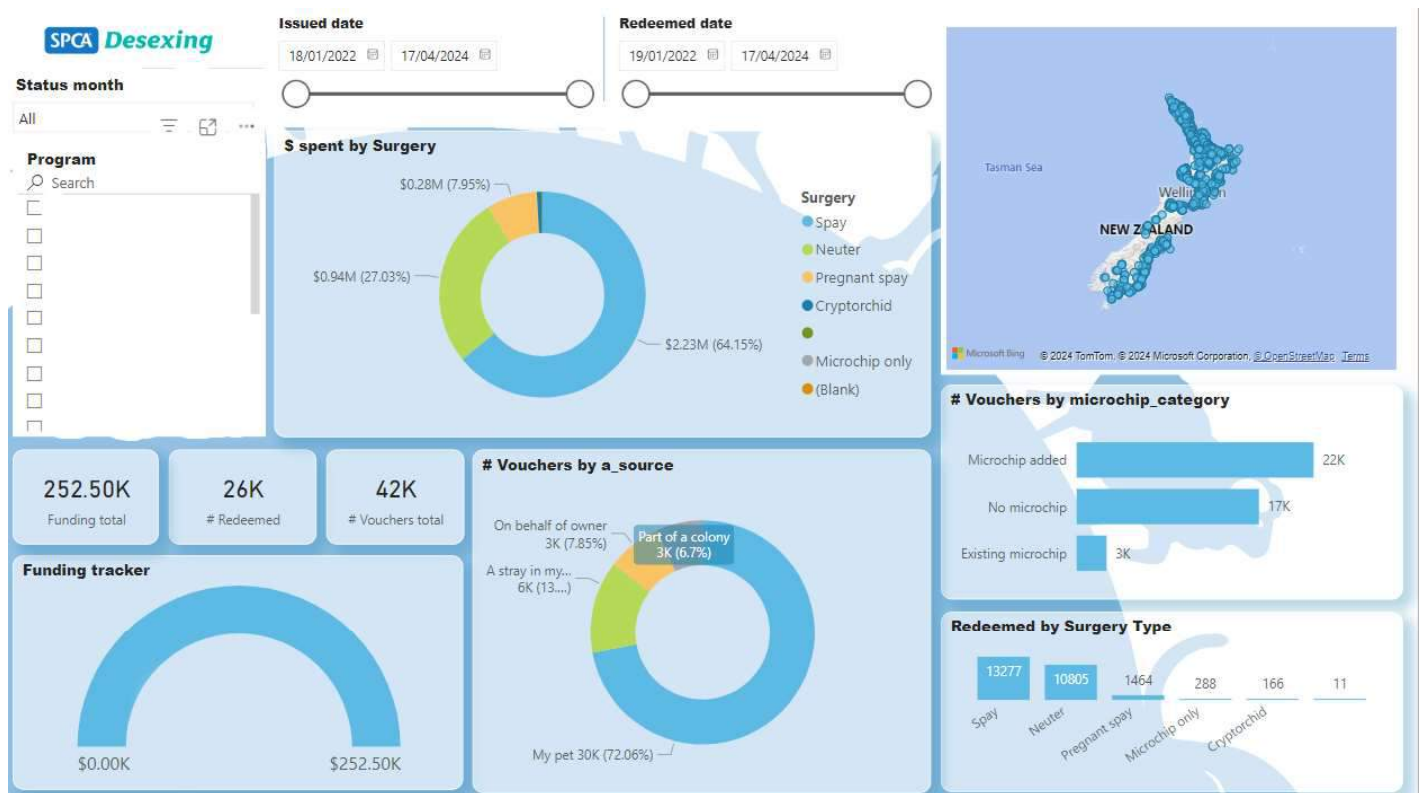 SPCA Desexing
Status month
All
Program
Search
Issued date
18/01/2022 17/04/2024
Redeemed date
19/01/2022 17/04/2024
$ spent by Surgery
$0.28M (7.95%)
$0.94M (27.03%)
$2.23M (64.15%)
Surgery
Spay
Neuter
Pregnant spay
Cryptorchid
Microchip only
(Blank)
Tasman Sea
NEW ZEALAND
Microsoft Bing © 2024 TomTom, © 2024 Microsoft Corporation, © OpenStreetMap Terms
252.50K
Funding total
26K
# Redeemed
42K
# Vouchers total
Funding tracker
$0.00K
$252.50K
# Vouchers by a_source
On behalf of owner
3K (7.85%)
Part of a colony
3K (6.7%)
A stray in my...
6K (13....)
My pet 30K (72.06%)
# Vouchers by microchip_category
Microchip added 22K
No microchip 17K
Existing microchip 3K
Redeemed by Surgery Type
13277 10805 1464 288 166 11
Spay Neuter Pregnant spay Microchip only Cryptorchid